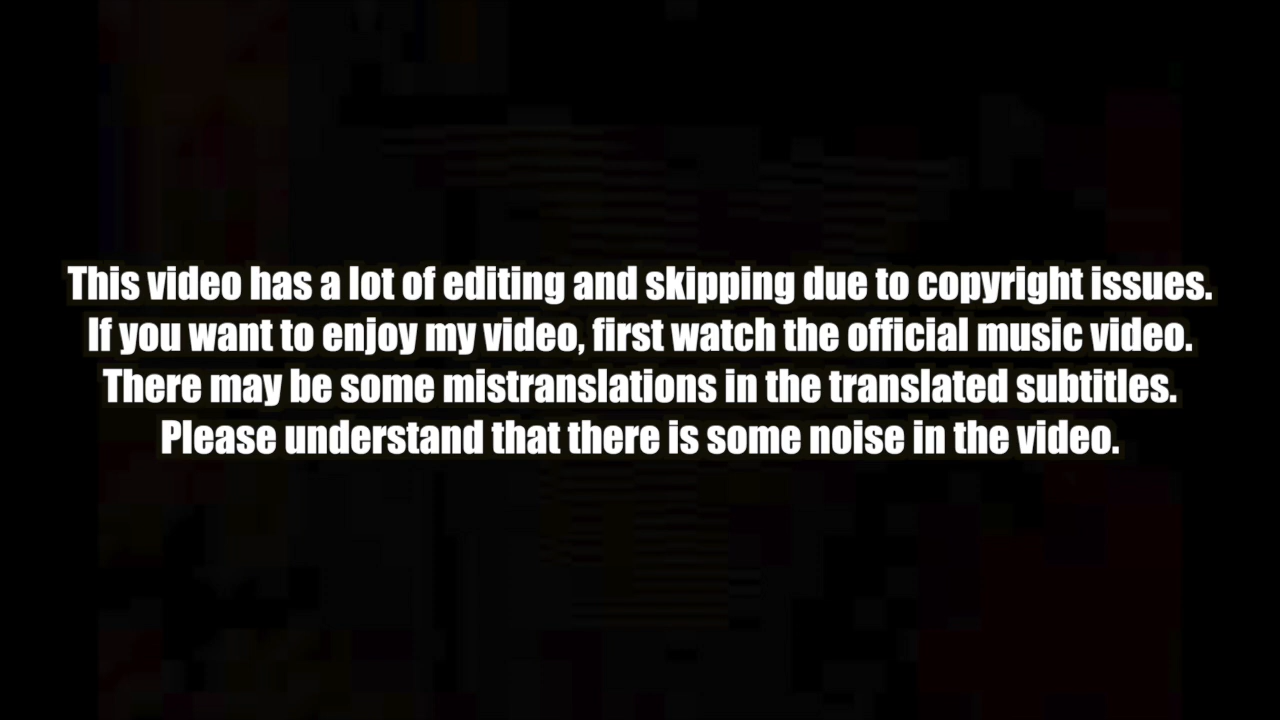 This video has a lot of editing and skipping due to copyright issues.
If you want to enjoy my video, first watch the official music video.
There may be some mistranslations in the translated subtitles.
Please understand that there is some noise in the video.